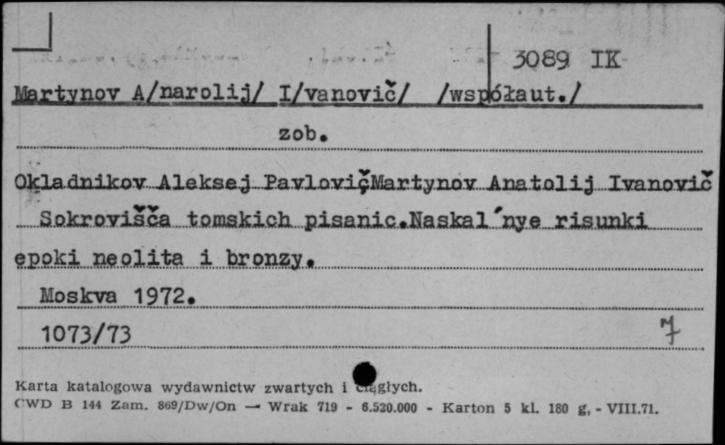 3089 IK
Martynov A/narolij/ I/vanovič/ /współaut./
zob.
Okladnikov Aleksej Pavlovič,Martynov Anatolij Ivanovič
Sokrovišča tomskich pisanic.Naskal´nye risunki
epoki neolita i bronzy.
Moskva 1972.
1073/73
7
Karta katalogowa wydawnictw zwartych i ciągłych.
CWD B 144 Zam. 869/Dw/On — Wrak 719 - 6.520.000 - Karton 5 kl. 180 g, - VIII.71.